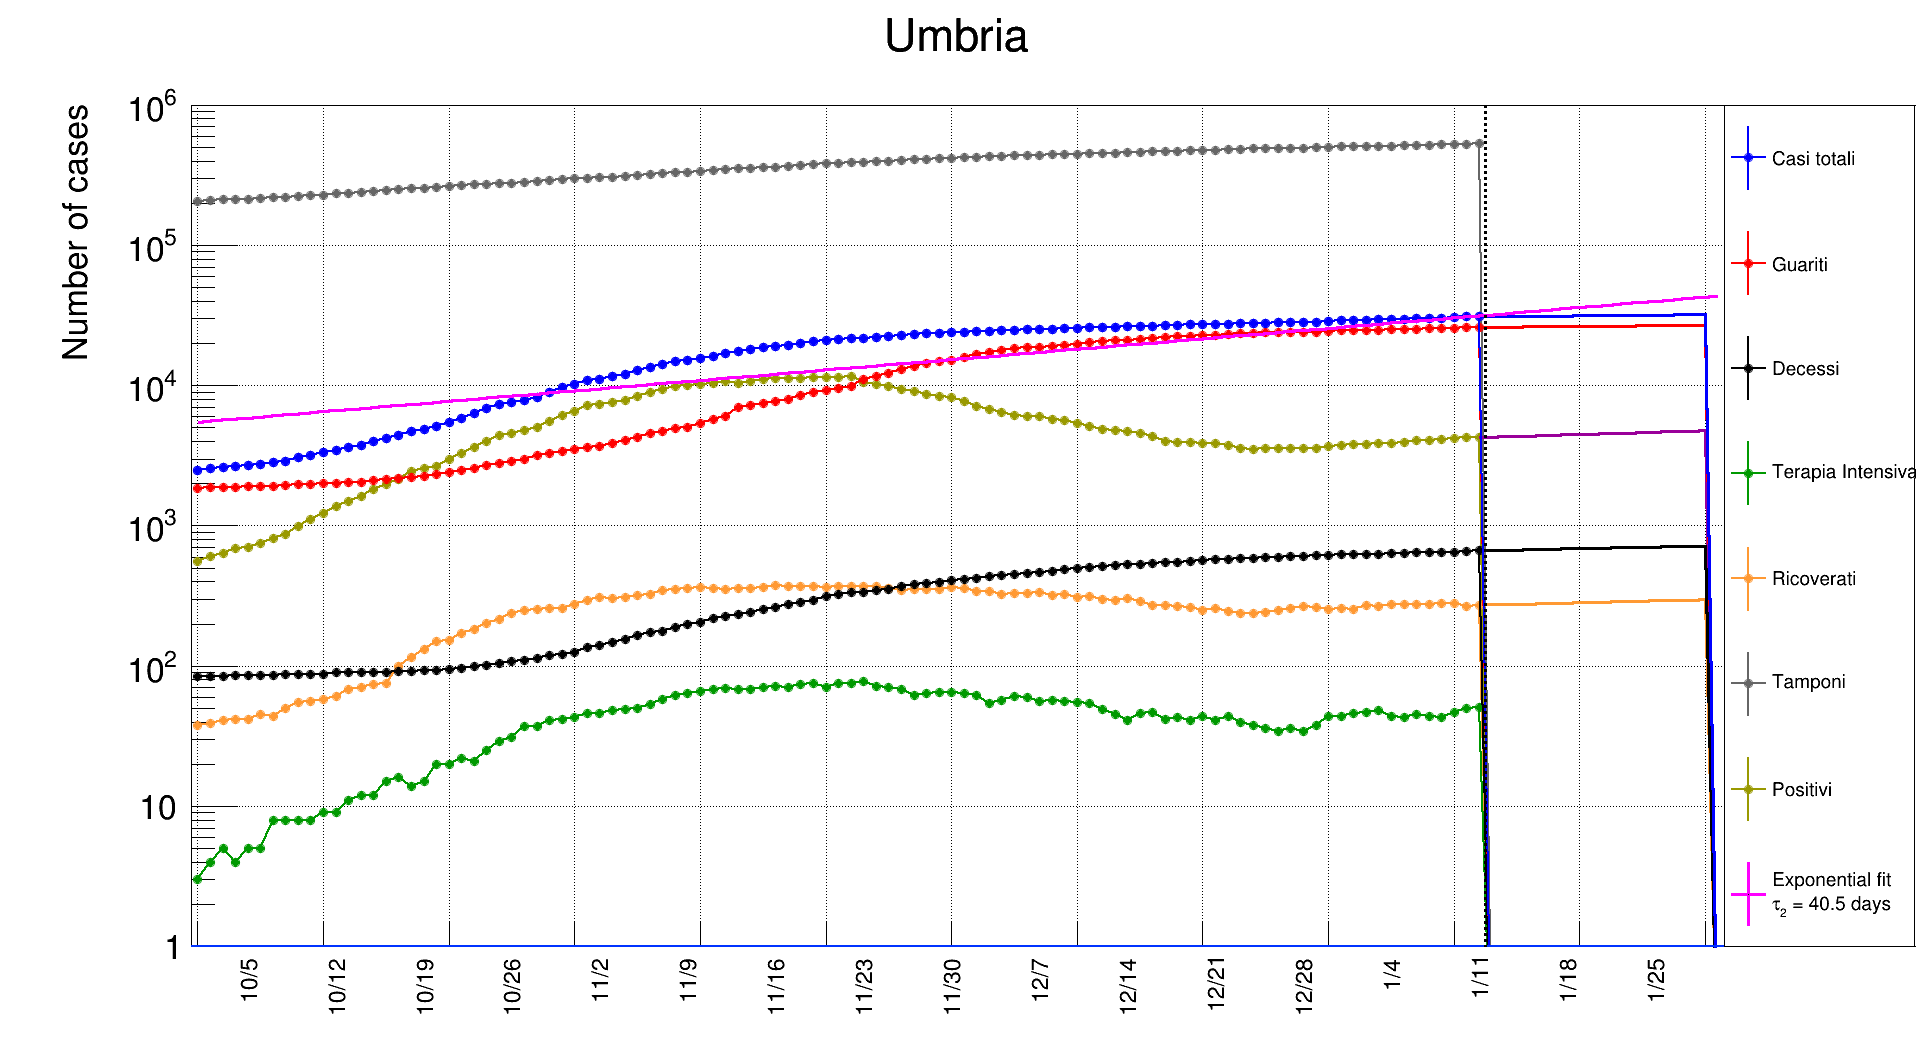 Umbria
Number of cases
10^6
10^5
10^4
10^3
10^2
10
1
10/5
10/12
10/19
10/26
11/2
11/9
11/16
11/23
11/30
12/7
12/14
12/21
12/28
1/4
1/11
1/18
1/25
Casi totali
Guariti
Decessi
Terapia Intensiva
Ricoverati
Tamponi
Positivi
Exponential fit
τ₂ = 40.5 days